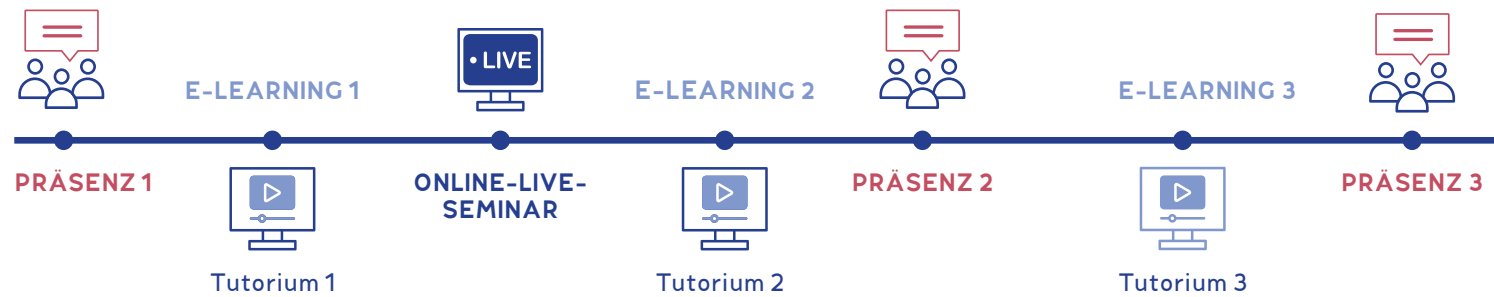 • LIVE
E-LEARNING 1
E-LEARNING 2
E-LEARNING 3
PRÄSENZ 1
ONLINE-LIVE-
SEMINAR
PRÄSENZ 2
PRÄSENZ 3
Tutorium 1
Tutorium 2
Tutorium 3